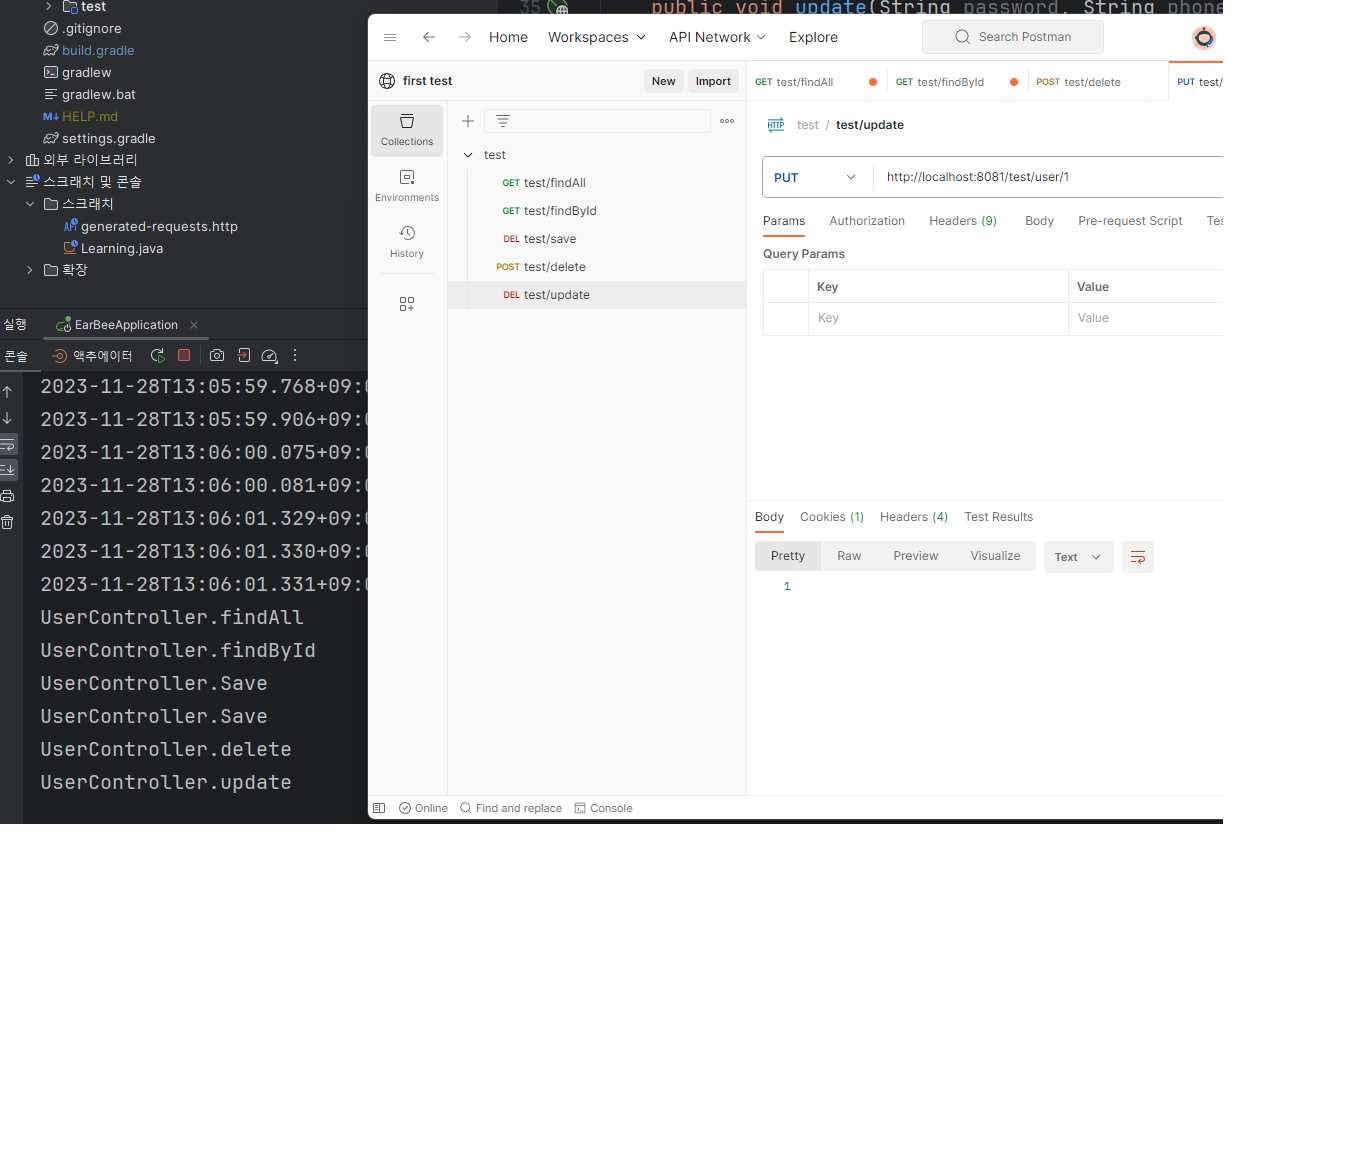 test
.gitignore
build.gradle
gradlew
gradlew.bat
HELP.md
settings.gradle
외부 라이브러리
스크래치 및 콘솔
스크래치
generated-requests.http
Learning.java
확장
35 public void update(String password, String phone
Home Workspaces API Network Explore Search Postman
first test New Import
GET test/findAll GET test/findById POST test/delete PUT test/
Collections
Environments
History
test
GET test/findAll
GET test/findById
DEL test/save
POST test/delete
DEL test/update
HTTP test / test/update
PUT http://localhost:8081/test/user/1
Params Authorization Headers (9) Body Pre-request Script Tes
Query Params
Key Value
Key Value
Body Cookies (1) Headers (4) Test Results
Pretty Raw Preview Visualize Text
1
Online Find and replace Console
실행 EarBeeApplication
콘솔 액추에이터
2023-11-28T13:05:59.768+09:0
2023-11-28T13:05:59.906+09:0
2023-11-28T13:06:00.075+09:0
2023-11-28T13:06:00.081+09:0
2023-11-28T13:06:01.329+09:0
2023-11-28T13:06:01.330+09:0
2023-11-28T13:06:01.331+09:0
UserController.findAll
UserController.findById
UserController.Save
UserController.Save
UserController.delete
UserController.update